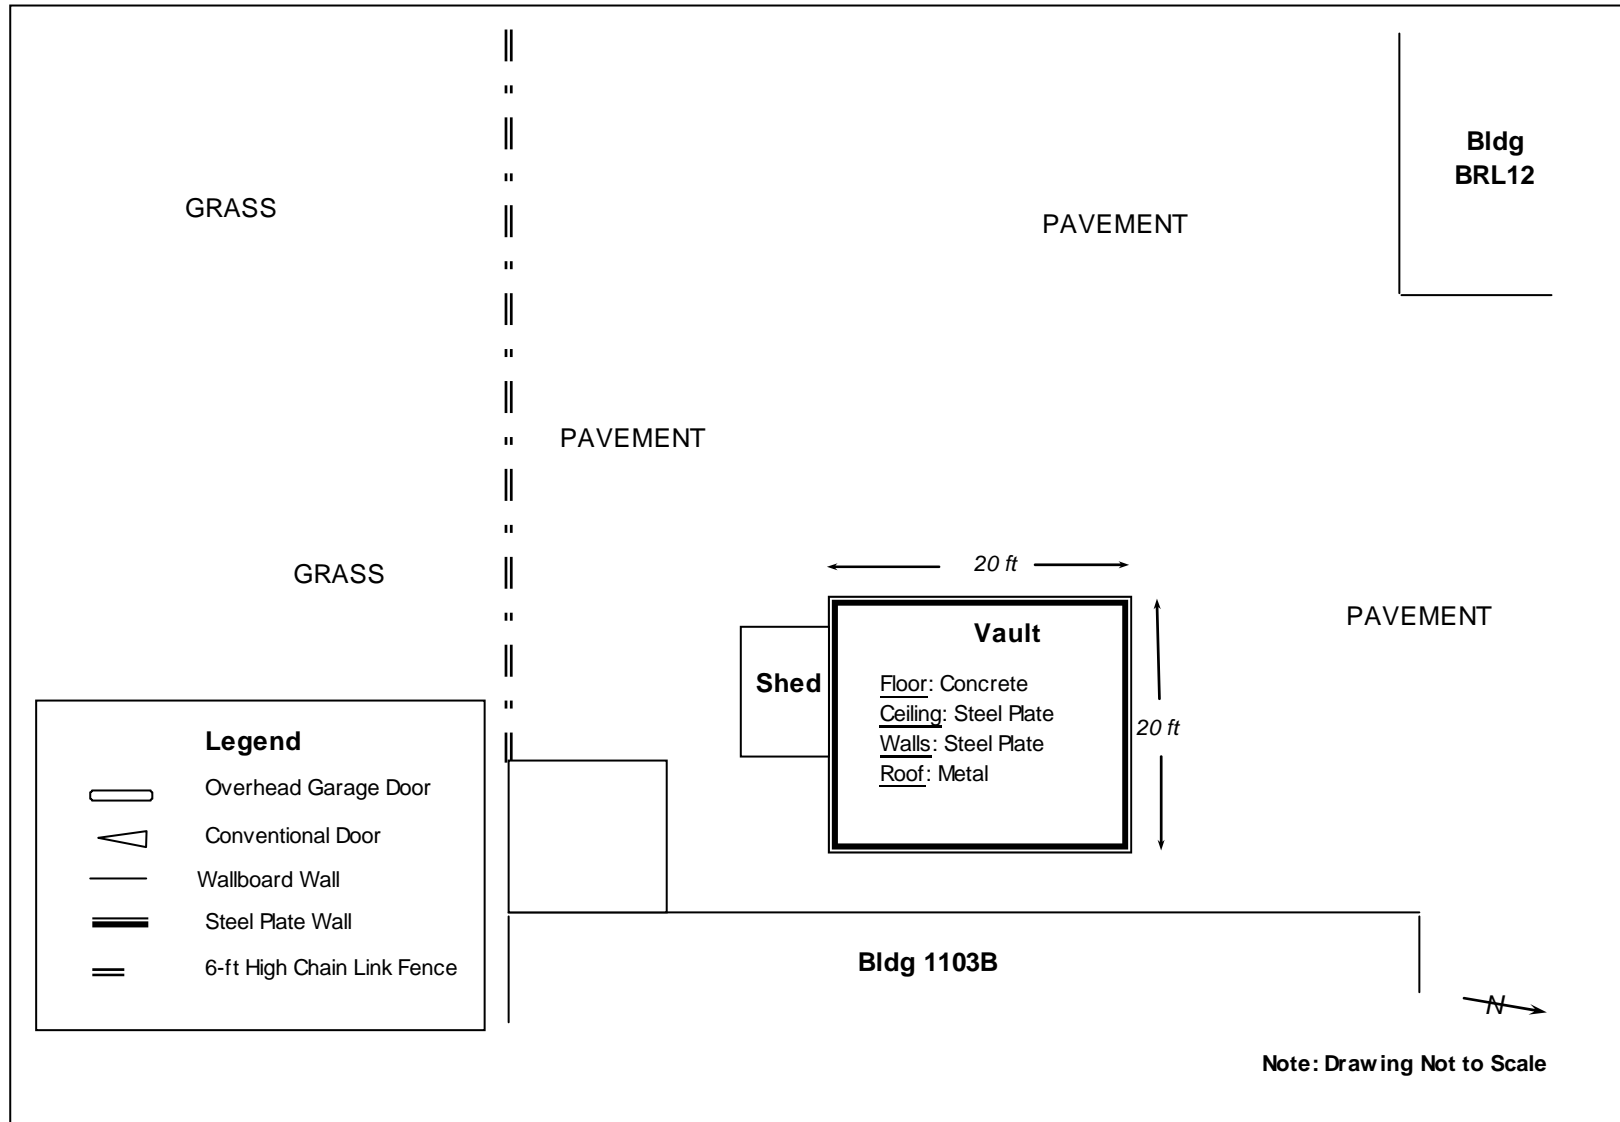 Bldg
BRL12
GRASS
PAVEMENT
PAVEMENT
20 ft
GRASS
PAVEMENT
Vault
Shed
Floor: Concrete
Ceiling: Steel Plate
Walls: Steel Plate
Roof: Metal
20 ft
Legend
Overhead Garage Door
Conventional Door
Wallboard Wall
Steel Plate Wall
6-ft High Chain Link Fence
Bldg 1103B
N
Note: Drawing Not to Scale